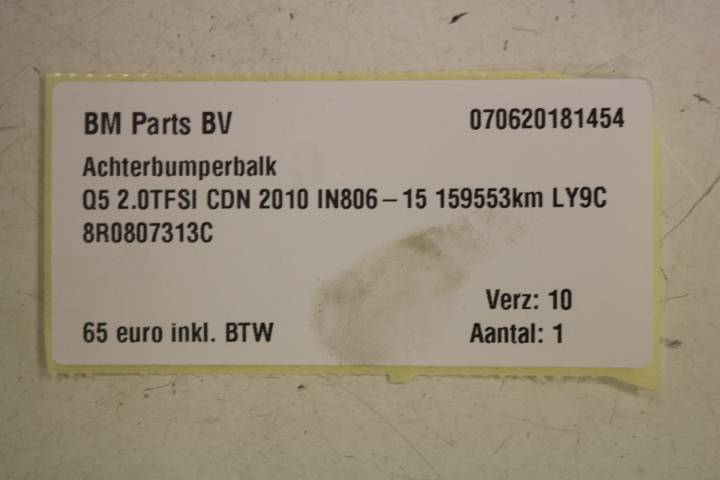 BM Parts BV 070620181454
Achterbumperbalk
Q5 2.0TFSI CDN 2010 IN806-15 159553km LY9C
8R0807313C
Verz: 10
65 euro inkl. BTW Aantal: 1